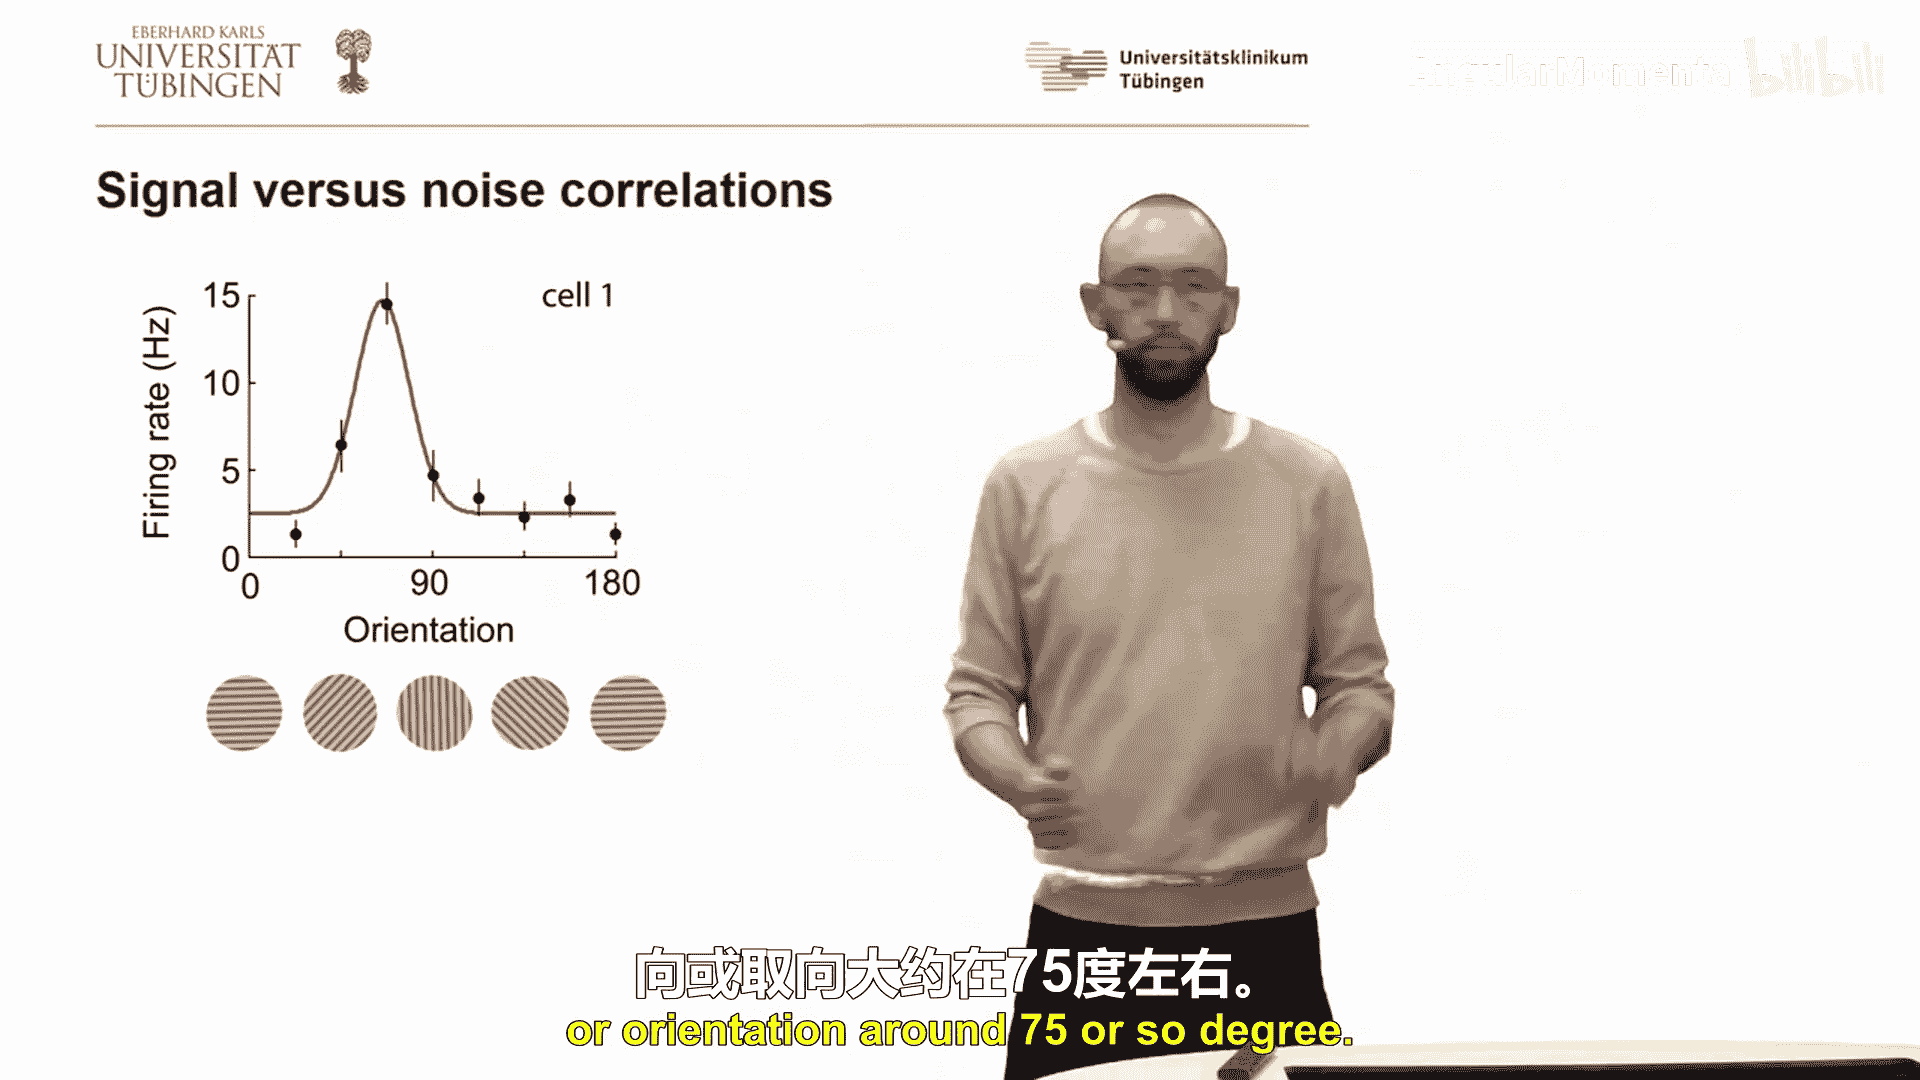 EBERHARD KARLS
UNIVERSITÄT
TÜBINGEN
Universitätsklinikum
Tübingen
AngularMomenta bilibili
Signal versus noise correlations
cell 1
15
10
5
0
Firing rate (Hz)
0 90 180
Orientation
向或取向大约在75度左右。
or orientation around 75 or so degree.